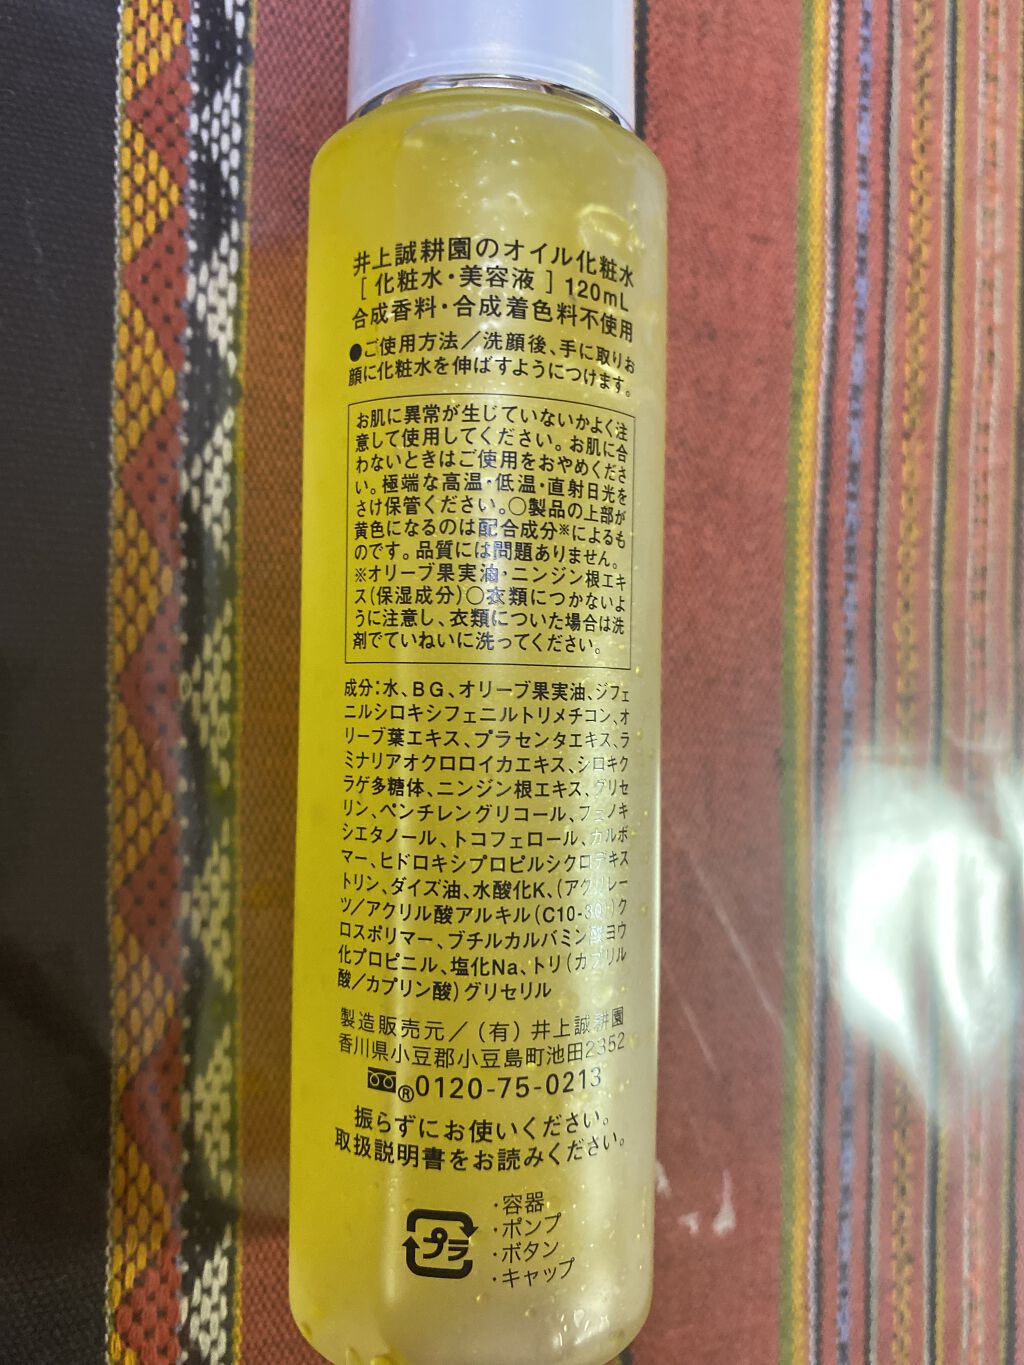 井上誠耕園のオイル化粧水
[ 化粧水・美容液 ] 120mL
合成香料・合成着色料不使用
●ご使用方法／洗顔後、手に取りお
顔に化粧水を伸ばすようにつけます。
お肌に異常が生じていないかよく注
意して使用してください。お肌に合
わないときはご使用をおやめくださ
い。極端な高温・低温・直射日光を
さけ保管ください。○製品の上部が
黄色になるのは配合成分※によるも
のです。品質には問題ありません。
※オリーブ果実油・ニンジン根エキ
ス(保湿成分)○衣類につかないよ
うに注意し、衣類についた場合は洗
剤でていねいに洗ってください。
成分：水、BG、オリーブ果実油、ジフェ
ニルシロキシフェニルトリメチコン、オ
リーブ葉エキス、プラセンタエキス、ラ
ミナリアオクロロイカエキス、シロキク
ラゲ多糖体、ニンジン根エキス、グリセ
リン、ペンチレングリコール、フェノキ
シエタノール、トコフェロール、カルボ
マー、ヒドロキシプロピルシクロデキス
トリン、ダイズ油、水酸化K、(アクリレー
ツ/アクリル酸アルキル(C10-30))ク
ロスポリマー、ブチルカルバミン酸ヨウ
化プロピニル、塩化Na、トリ(カプリル
酸/カプリン酸)グリセリル
製造販売元／(有)井上誠耕園
香川県小豆郡小豆島町池田2352
®0120-75-0213
振らずにお使いください。
取扱説明書をお読みください。
プラ
・容器
・ポンプ
・ボタン
・キャップ